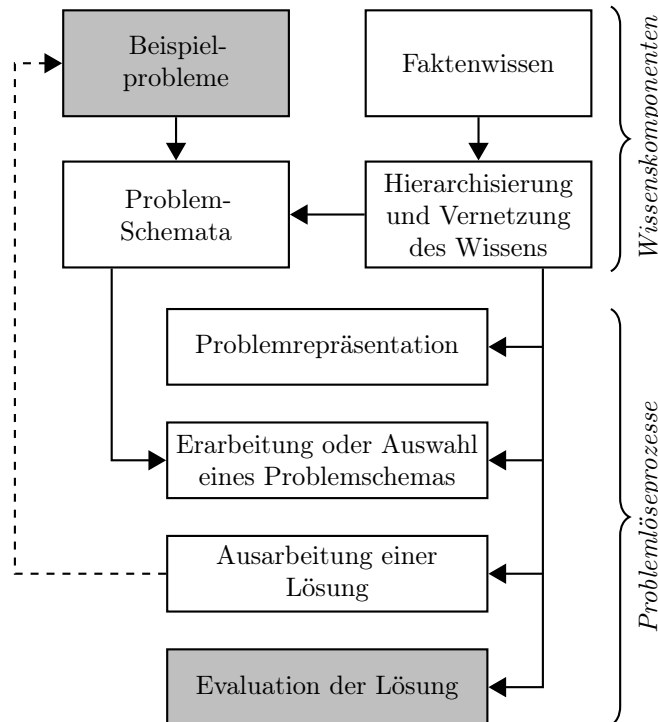 Beispiel-
probleme
Faktenwissen
Problem-
Schemata
Hierarchisierung
und Vernetzung
des Wissens
Wissenskomponenten
Problemrepräsentation
Erarbeitung oder Auswahl
eines Problemschemas
Ausarbeitung einer
Lösung
Evaluation der Lösung
Problemlöseprozesse